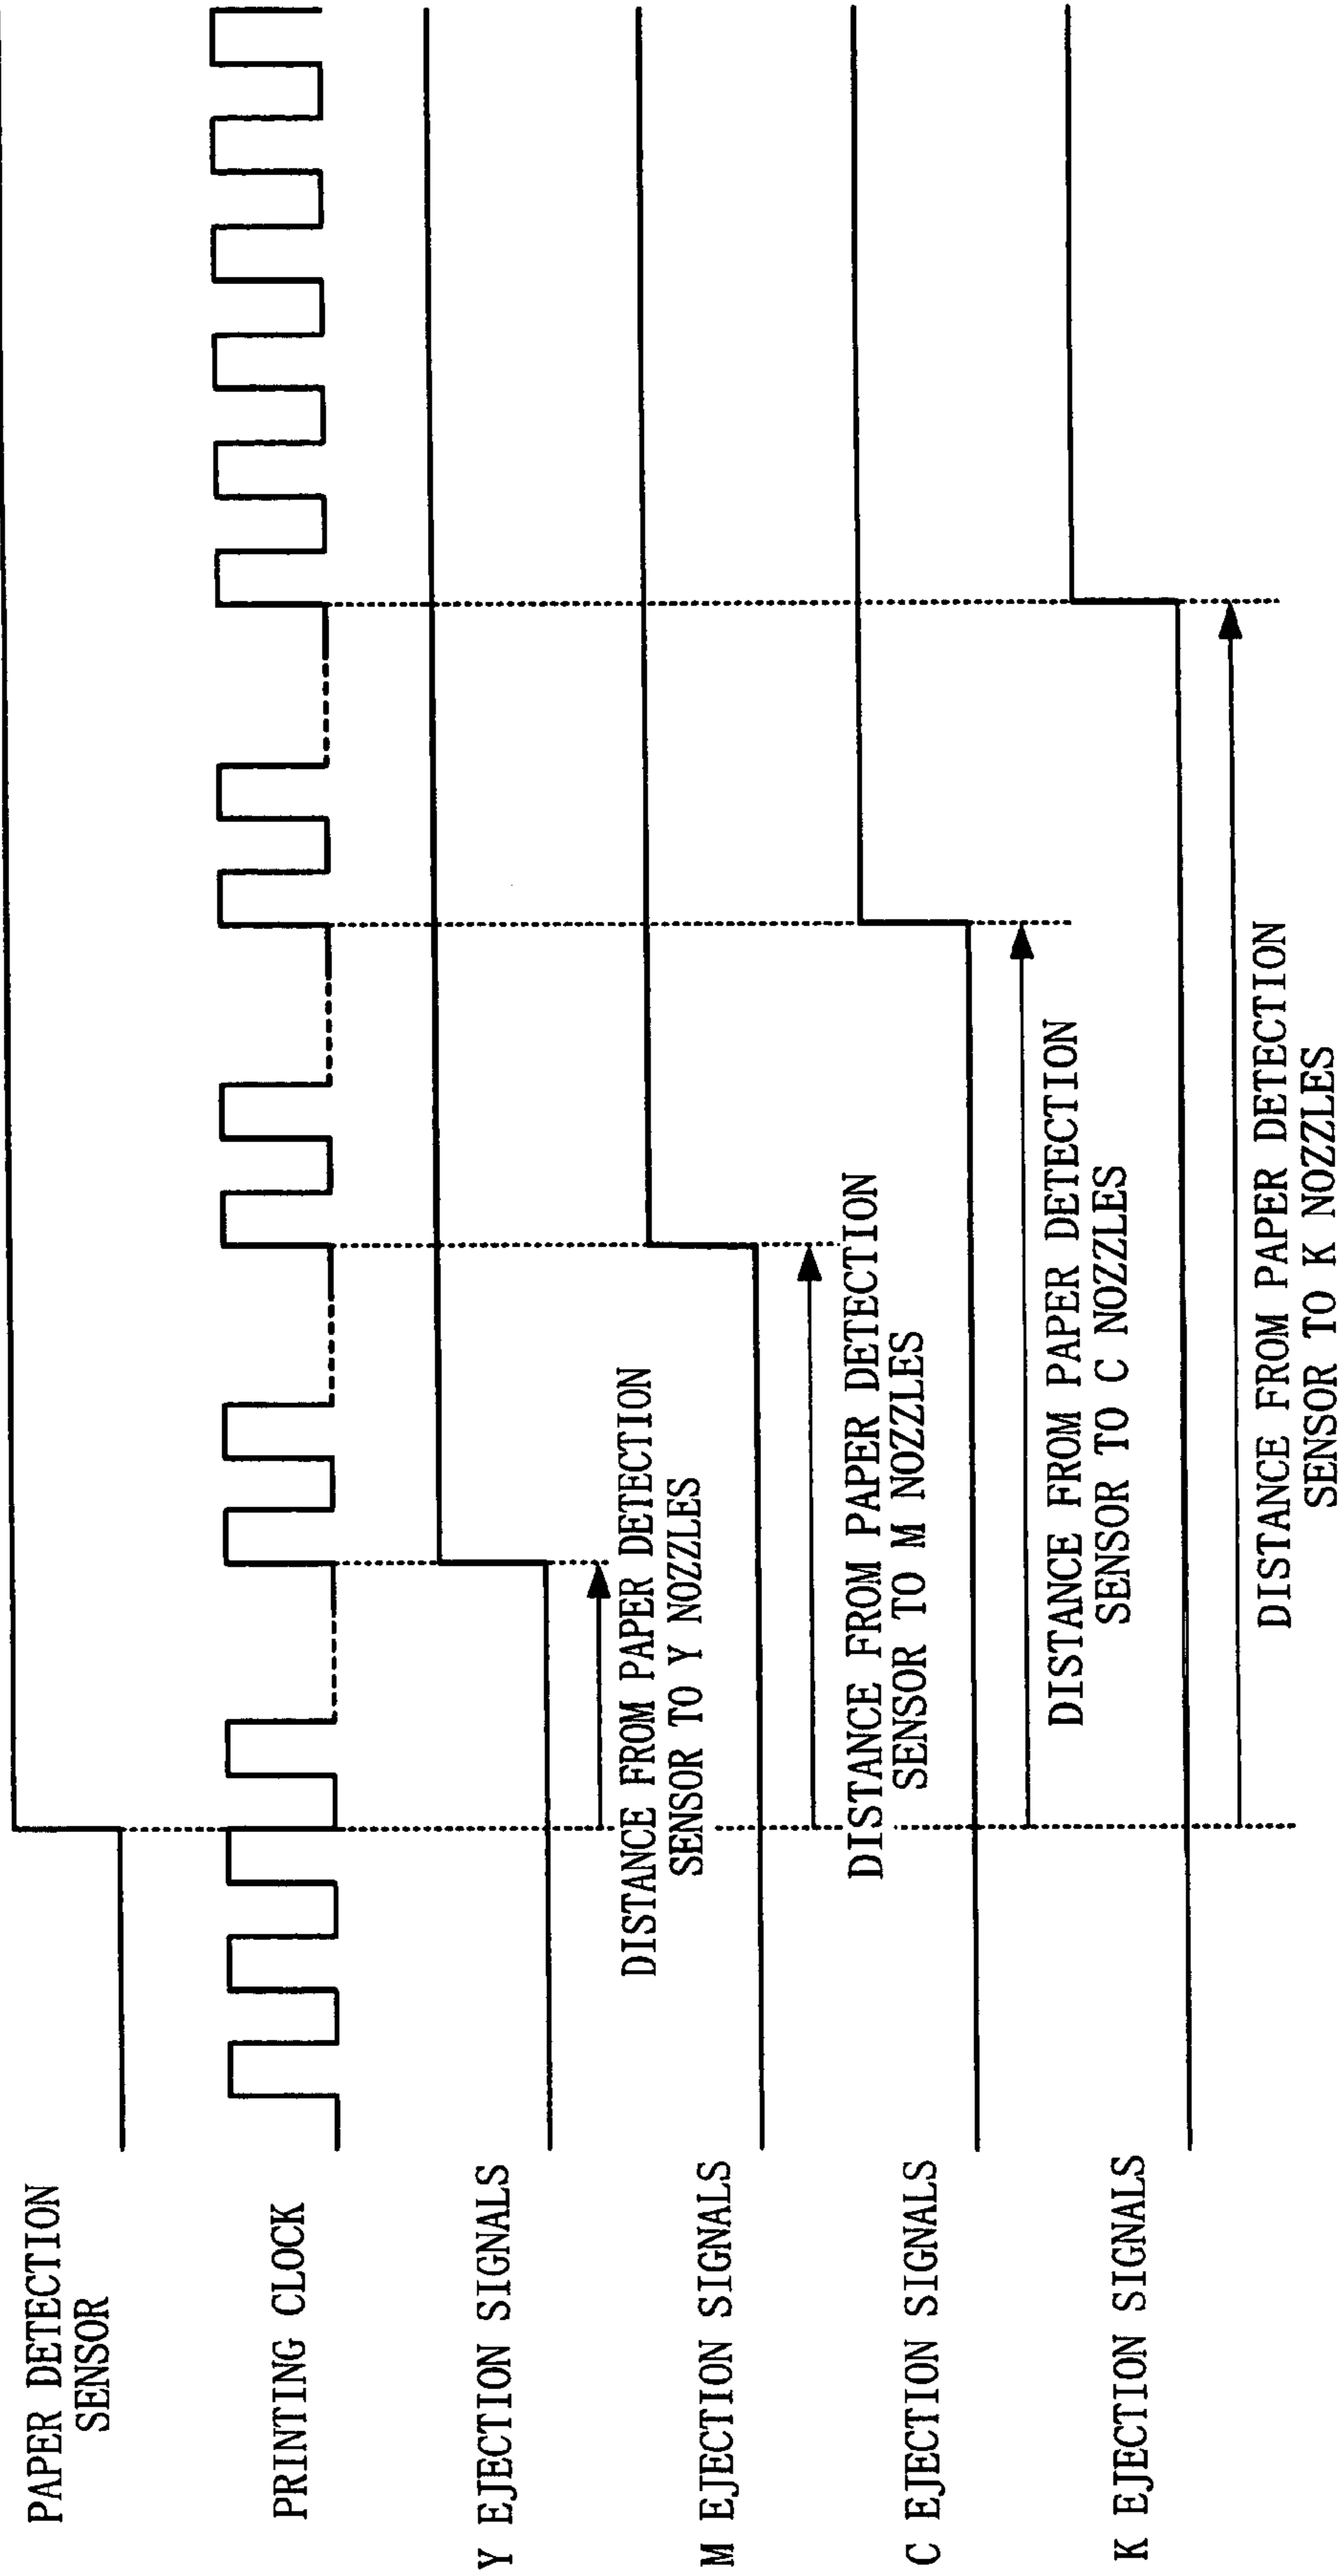 PAPER DETECTION
SENSOR
PRINTING CLOCK
Y EJECTION SIGNALS
DISTANCE FROM PAPER DETECTION
SENSOR TO Y NOZZLES
M EJECTION SIGNALS
DISTANCE FROM PAPER DETECTION
SENSOR TO M NOZZLES
C EJECTION SIGNALS
DISTANCE FROM PAPER DETECTION
SENSOR TO C NOZZLES
K EJECTION SIGNALS
DISTANCE FROM PAPER DETECTION
SENSOR TO K NOZZLES